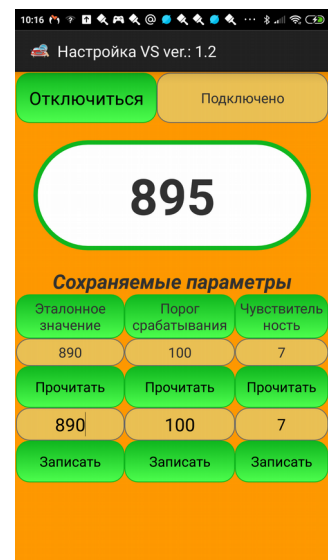 10:16
Настройка VS ver.: 1.2
Отключиться Подключено
895
Сохраняемые параметры
Эталонное Порог Чувствитель
значение срабатывания ность
890 100 7
Прочитать Прочитать Прочитать
890 100 7
Записать Записать Записать